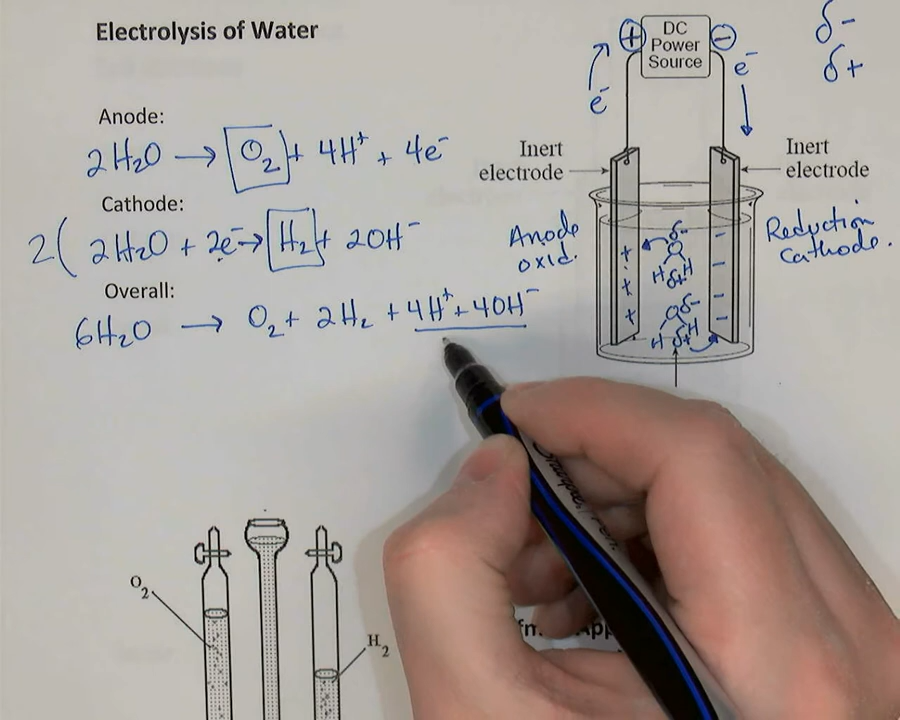 Electrolysis of Water
Anode:
2H₂O → O₂ + 4H⁺ + 4e⁻
Cathode:
2( 2H₂O + 2e⁻ → H₂ + 2OH⁻
Overall:
6H₂O → O₂ + 2H₂ + 4H⁺ + 4OH⁻
δ-
δ+
+ DC -
Power
Source
e⁻ e⁻
Inert
electrode
Inert
electrode
Anode
oxid.
Reduction
Cathode.
+ δ- -
+ O -
+ H δ+ H -
+ O δ- -
H δ+ H
O₂
H₂